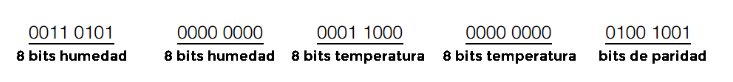 0011 0101 0000 0000 0001 1000 0000 0000 0100 1001
8 bits humedad 8 bits humedad 8 bits temperatura 8 bits temperatura bits de paridad